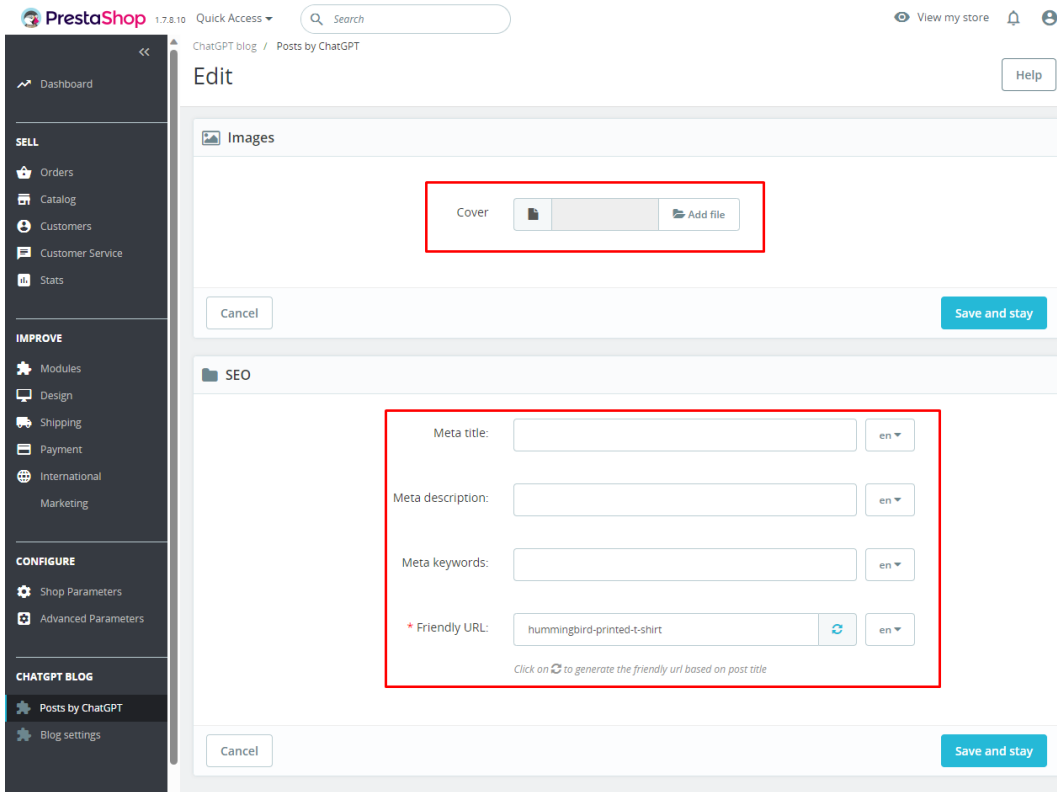 PrestaShop 1.7.8.10 Quick Access Search View my store
ChatGPT blog / Posts by ChatGPT
Edit
Help
Dashboard
SELL
Orders
Catalog
Customers
Customer Service
Stats
IMPROVE
Modules
Design
Shipping
Payment
International
Marketing
CONFIGURE
Shop Parameters
Advanced Parameters
CHATGPT BLOG
Posts by ChatGPT
Blog settings
Images
Cover Add file
Cancel Save and stay
SEO
Meta title: en
Meta description: en
Meta keywords: en
* Friendly URL: hummingbird-printed-t-shirt en
Click on to generate the friendly url based on post title
Cancel Save and stay